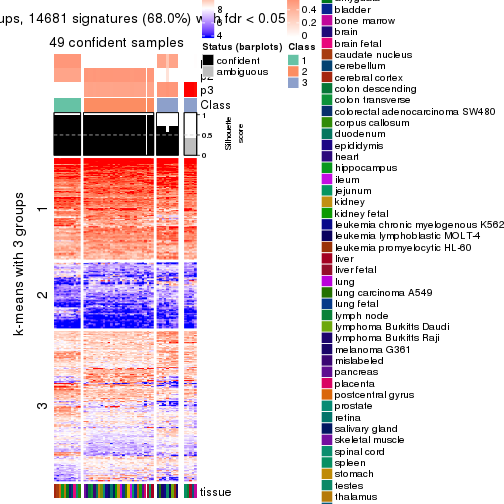 ups, 14681 signatures (68.0%) with fdr < 0.05
49 confident samples
p2
p3
Class
1
0.5
0
Silhouette
score
k-means with 3 groups
1
2
3
tissue
8
6
4
0.4
0.2
0
Status (barplots)
confident
ambiguous
Class
1
2
3
bladder
bone marrow
brain
brain fetal
caudate nucleus
cerebellum
cerebral cortex
colon descending
colon transverse
colorectal adenocarcinoma SW480
corpus callosum
duodenum
epididymis
heart
hippocampus
ileum
jejunum
kidney
kidney fetal
leukemia chronic myelogenous K562
leukemia lymphoblastic MOLT-4
leukemia promyelocytic HL-60
liver
liver fetal
lung
lung carcinoma A549
lung fetal
lymph node
lymphoma Burkitts Daudi
lymphoma Burkitts Raji
melanoma G361
mislabeled
pancreas
placenta
postcentral gyrus
prostate
retina
salivary gland
skeletal muscle
spinal cord
spleen
stomach
testes
thalamus